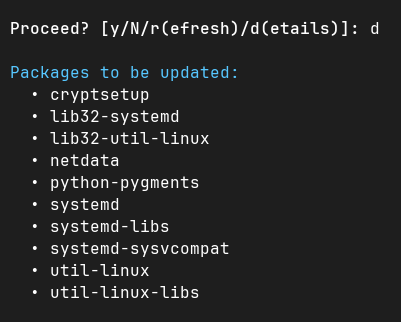 Proceed? [y/N/r(efresh)/d(etails)]: d
Packages to be updated:
• cryptsetup
• lib32-systemd
• lib32-util-linux
• netdata
• python-pygments
• systemd
• systemd-libs
• systemd-sysvcompat
• util-linux
• util-linux-libs